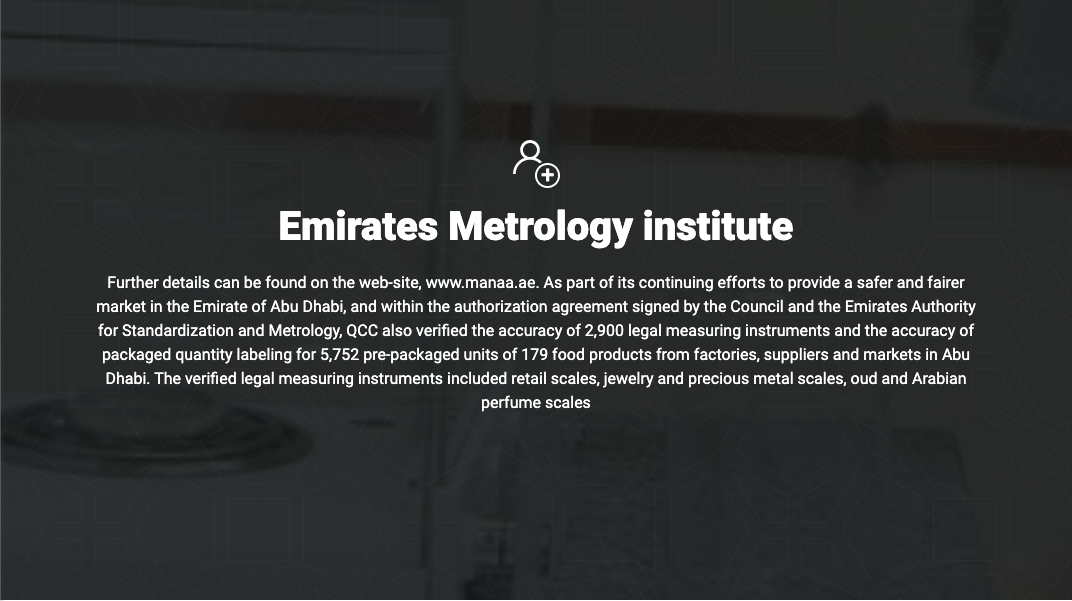 Emirates Metrology institute
Further details can be found on the web-site, www.manaa.ae. As part of its continuing efforts to provide a safer and fairer
market in the Emirate of Abu Dhabi, and within the authorization agreement signed by the Council and the Emirates Authority
for Standardization and Metrology, QCC also verified the accuracy of 2,900 legal measuring instruments and the accuracy of
packaged quantity labeling for 5,752 pre-packaged units of 179 food products from factories, suppliers and markets in Abu
Dhabi. The verified legal measuring instruments included retail scales, jewelry and precious metal scales, oud and Arabian
perfume scales